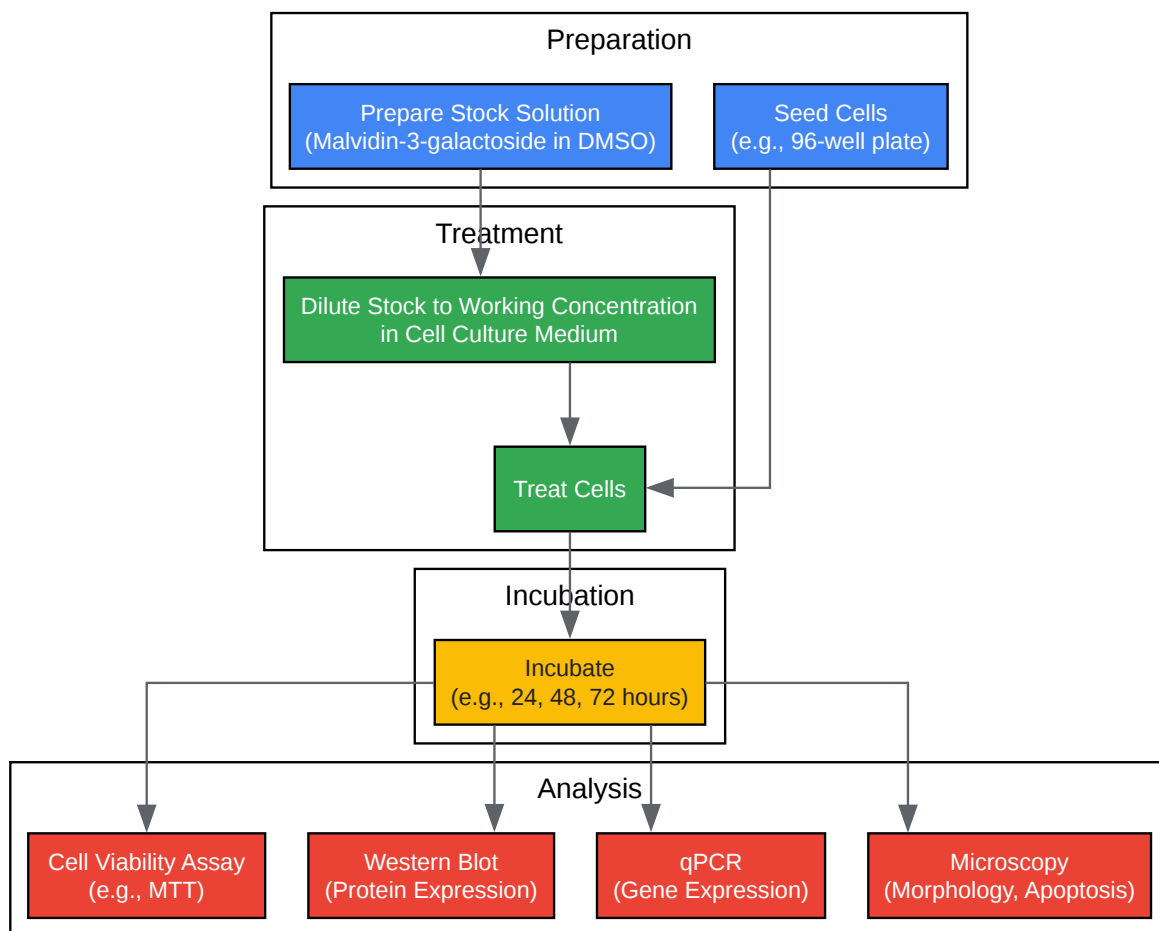 Preparation
Prepare Stock Solution
(Malvidin-3-galactoside in DMSO)
Seed Cells
(e.g., 96-well plate)
Treatment
Dilute Stock to Working Concentration
in Cell Culture Medium
Treat Cells
Incubation
Incubate
(e.g., 24, 48, 72 hours)
Analysis
Cell Viability Assay
(e.g., MTT)
Western Blot
(Protein Expression)
qPCR
(Gene Expression)
Microscopy
(Morphology, Apoptosis)